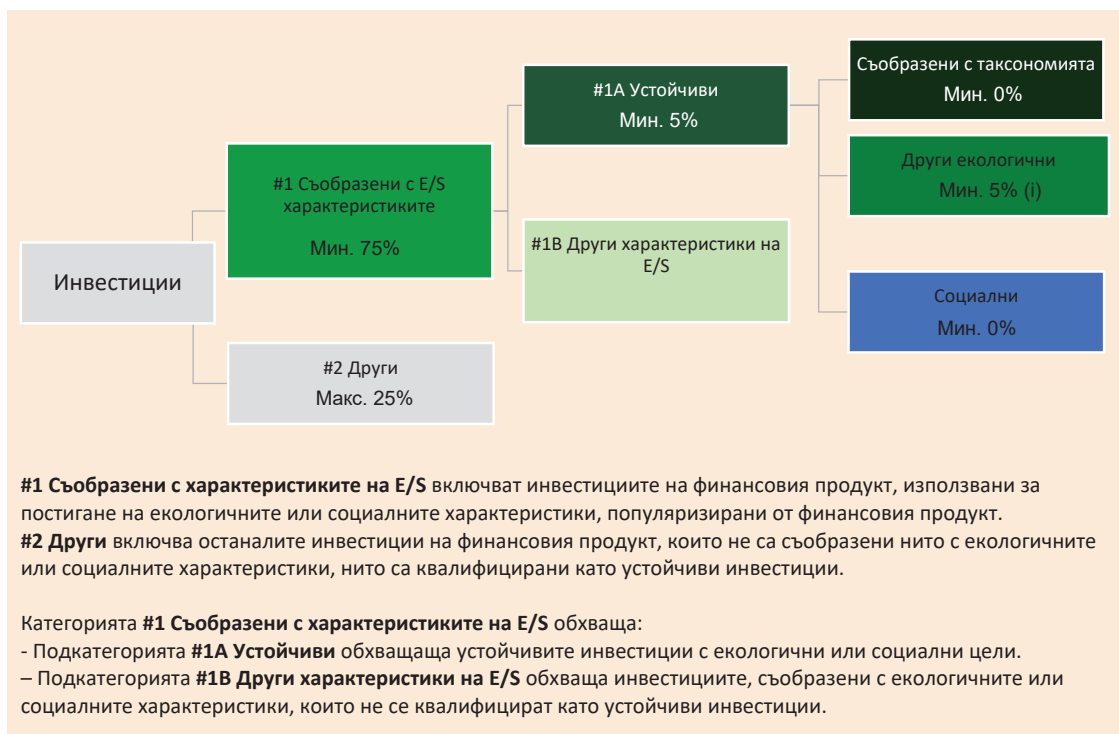 Инвестиции
#1 Съобразени с E/S
характеристиките
Мин. 75%
#2 Други
Макс. 25%
#1A Устойчиви
Мин. 5%
#1B Други характеристики на
E/S
Съобразени с таксономията
Мин. 0%
Други екологични
Мин. 5% (i)
Социални
Мин. 0%
#1 Съобразени с характеристиките на E/S включват инвестициите на финансовия продукт, използвани за
постигане на екологичните или социалните характеристики, популяризирани от финансовия продукт.
#2 Други включва останалите инвестиции на финансовия продукт, които не са съобразени нито с екологичните
или социалните характеристики, нито са квалифицирани като устойчиви инвестиции.
Категорията #1 Съобразени с характеристиките на E/S обхваща:
- Подкатегорията #1A Устойчиви обхващаща устойчивите инвестиции с екологични или социални цели.
– Подкатегорията #1B Други характеристики на E/S обхваща инвестициите, съобразени с екологичните или
социалните характеристики, които не се квалифицират като устойчиви инвестиции.